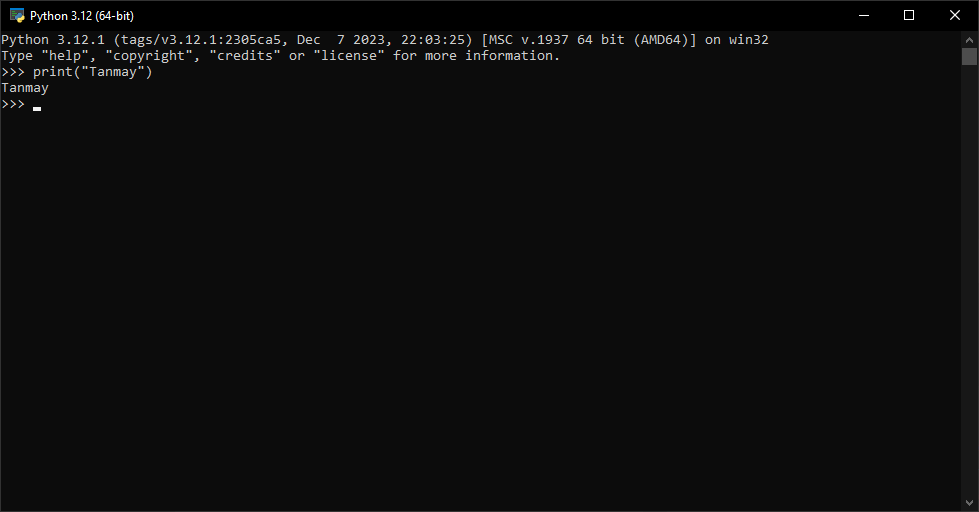 Python 3.12 (64-bit)
Python 3.12.1 (tags/v3.12.1:2305ca5, Dec  7 2023, 22:03:25) [MSC v.1937 64 bit (AMD64)] on win32
Type "help", "copyright", "credits" or "license" for more information.
>>> print("Tanmay")
Tanmay
>>>